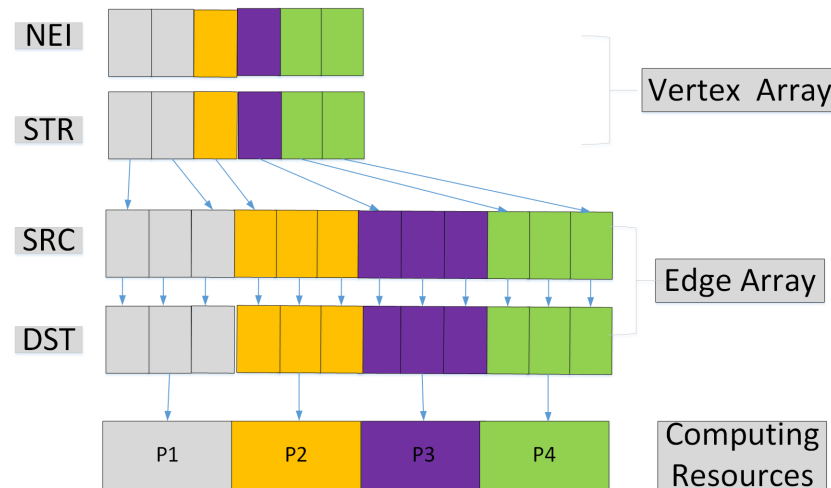 NEI
Vertex Array
STR
SRC
Edge Array
DST
P1 P2 P3 P4
Computing
Resources